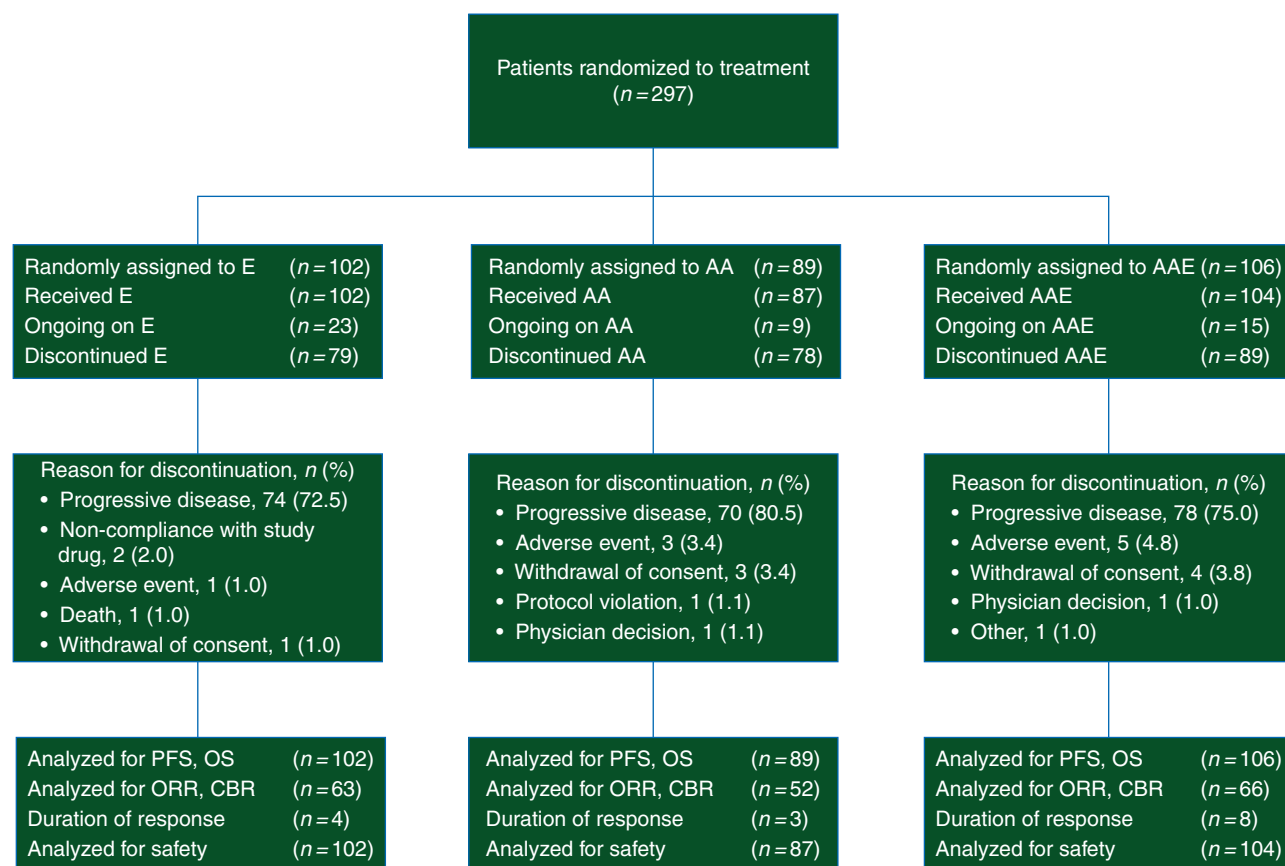 Patients randomized to treatment
(n=297)
Randomly assigned to E (n=102)
Received E (n=102)
Ongoing on E (n=23)
Discontinued E (n=79)
Randomly assigned to AA (n=89)
Received AA (n=87)
Ongoing on AA (n=9)
Discontinued AA (n=78)
Randomly assigned to AAE (n=106)
Received AAE (n=104)
Ongoing on AAE (n=15)
Discontinued AAE (n=89)
Reason for discontinuation, n (%)
• Progressive disease, 74 (72.5)
• Non-compliance with study
drug, 2 (2.0)
• Adverse event, 1 (1.0)
• Death, 1 (1.0)
• Withdrawal of consent, 1 (1.0)
Reason for discontinuation, n (%)
• Progressive disease, 70 (80.5)
• Adverse event, 3 (3.4)
• Withdrawal of consent, 3 (3.4)
• Protocol violation, 1 (1.1)
• Physician decision, 1 (1.1)
Reason for discontinuation, n (%)
• Progressive disease, 78 (75.0)
• Adverse event, 5 (4.8)
• Withdrawal of consent, 4 (3.8)
• Physician decision, 1 (1.0)
• Other, 1 (1.0)
Analyzed for PFS, OS (n=102)
Analyzed for ORR, CBR (n=63)
Duration of response (n=4)
Analyzed for safety (n=102)
Analyzed for PFS, OS (n=89)
Analyzed for ORR, CBR (n=52)
Duration of response (n=3)
Analyzed for safety (n=87)
Analyzed for PFS, OS (n=106)
Analyzed for ORR, CBR (n=66)
Duration of response (n=8)
Analyzed for safety (n=104)